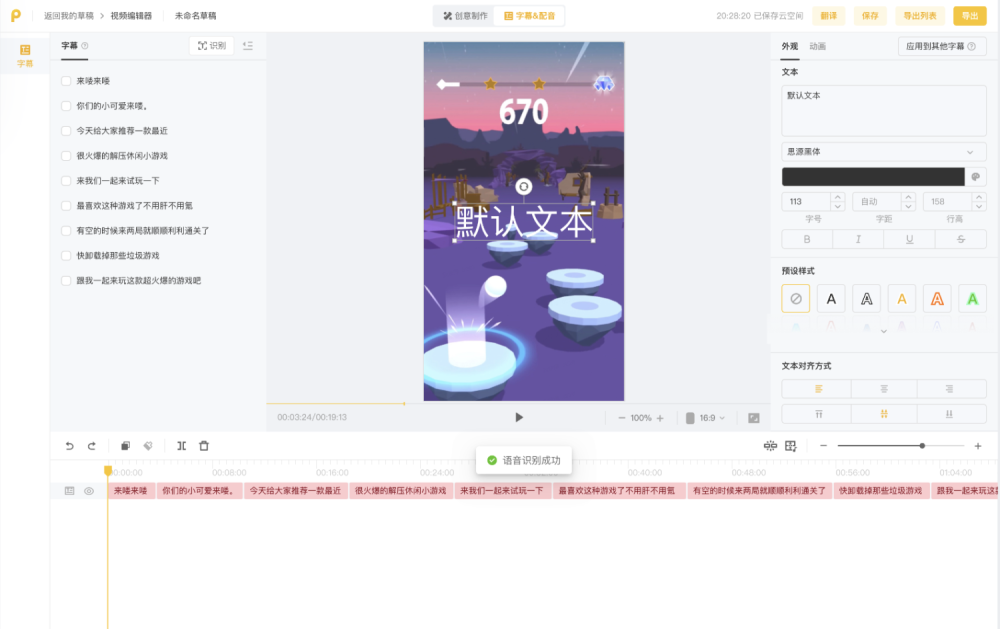 P 返回我的草稿 > 视频编辑器 未命名草稿 创意制作 字幕&配音 20:28:20 已保存云空间 翻译 保存 导出列表 导出
字幕
字幕 识别
来喽来喽
你们的小可爱来喽。
今天给大家推荐一款最近
很火爆的解压休闲小游戏
来我们一起来试玩一下
最喜欢这种游戏了不用肝不用氪
有空的时候来两局就顺顺利利通关了
快卸载掉那些垃圾游戏
跟我一起来玩这款超火爆的游戏吧
670
默认文本
00:03:24/00:19:13 100% 16:9
外观 动画 应用到其他字幕
文本
默认文本
思源黑体
113 自动 158
字号 字距 行高
B I U S
预设样式
A A A A A
文本对齐方式
语音识别成功
00:00:00 00:08:00 00:16:00 00:24:00 00:40:00 00:48:00 00:56:00 01:04:00
来喽来喽 你们的小可爱来喽。 今天给大家推荐一款最近 很火爆的解压休闲小游戏 来我们一起来试玩一下 最喜欢这种游戏了不用肝不用氪 有空的时候来两局就顺顺利利通关了 快卸载掉那些垃圾游戏 跟我一起来玩这款